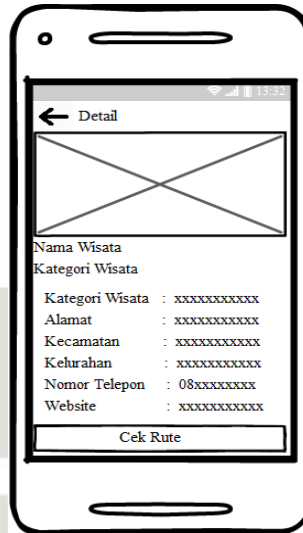 13:32
Detail
Nama Wisata
Kategori Wisata
Kategori Wisata : xxxxxxxxxxx
Alamat : xxxxxxxxxxx
Kecamatan : xxxxxxxxxxx
Kelurahan : xxxxxxxxxxx
Nomor Telepon : 08xxxxxxxx
Website : xxxxxxxxxxx
Cek Rute